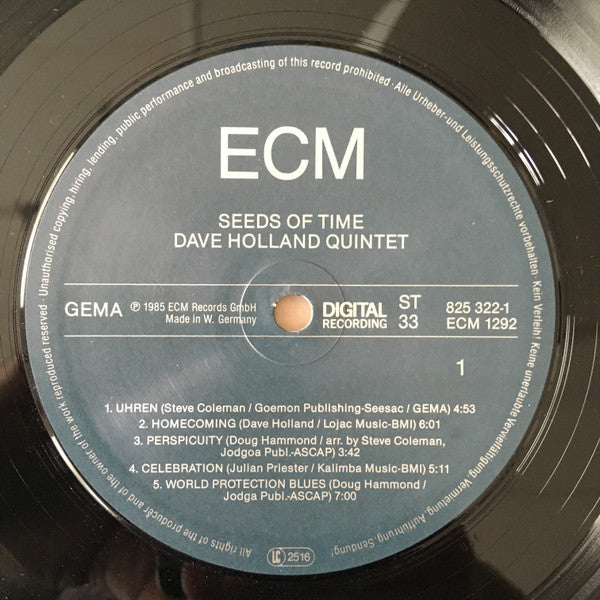 Unauthorised copying, hiring, lending, public performance and broadcasting of this record prohibited · Alle Urheber-und Leistungsschutzrechte vorbehalten · Kein Verleih! Keine unerlaubte Vervielfältigung, Vermietung, Aufführung, Sendung!
All rights of the producer and of the owner of the work reproduced reserved ·
ECM
SEEDS OF TIME
DAVE HOLLAND QUINTET
GEMA
℗ 1985 ECM Records GmbH
Made in W. Germany
DIGITAL
RECORDING
ST
33
825 322-1
ECM 1292
1
1. UHREN (Steve Coleman / Goemon Publishing-Seesac / GEMA) 4:53
2. HOMECOMING (Dave Holland / Lojac Music-BMI) 6:01
3. PERSPICUITY (Doug Hammond / arr. by Steve Coleman,
Jodgoa Publ.-ASCAP) 3:42
4. CELEBRATION (Julian Priester / Kalimba Music-BMI) 5:11
5. WORLD PROTECTION BLUES (Doug Hammond /
Jodga Publ.-ASCAP) 7:00
LC 2516